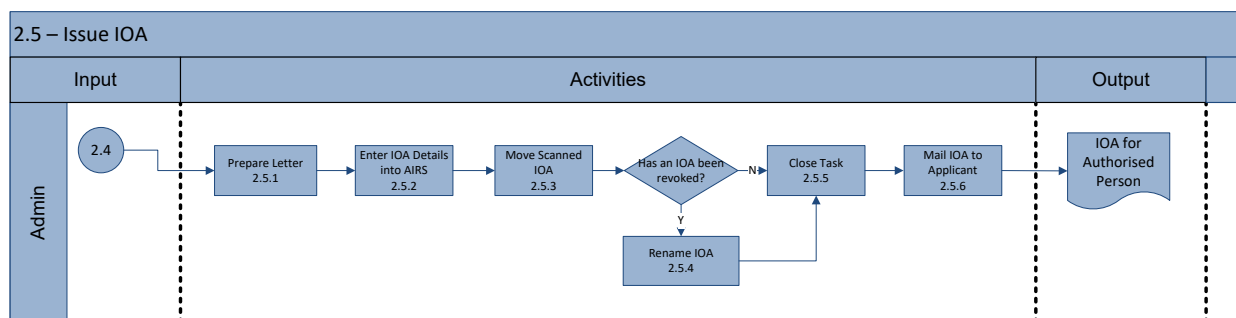 2.5 – Issue IOA
Input
Activities
Output
Admin
2.4
Prepare Letter
2.5.1
Enter IOA Details
into AIRS
2.5.2
Move Scanned
IOA
2.5.3
Has an IOA been
revoked?
N
Y
Rename IOA
2.5.4
Close Task
2.5.5
Mail IOA to
Applicant
2.5.6
IOA for
Authorised
Person